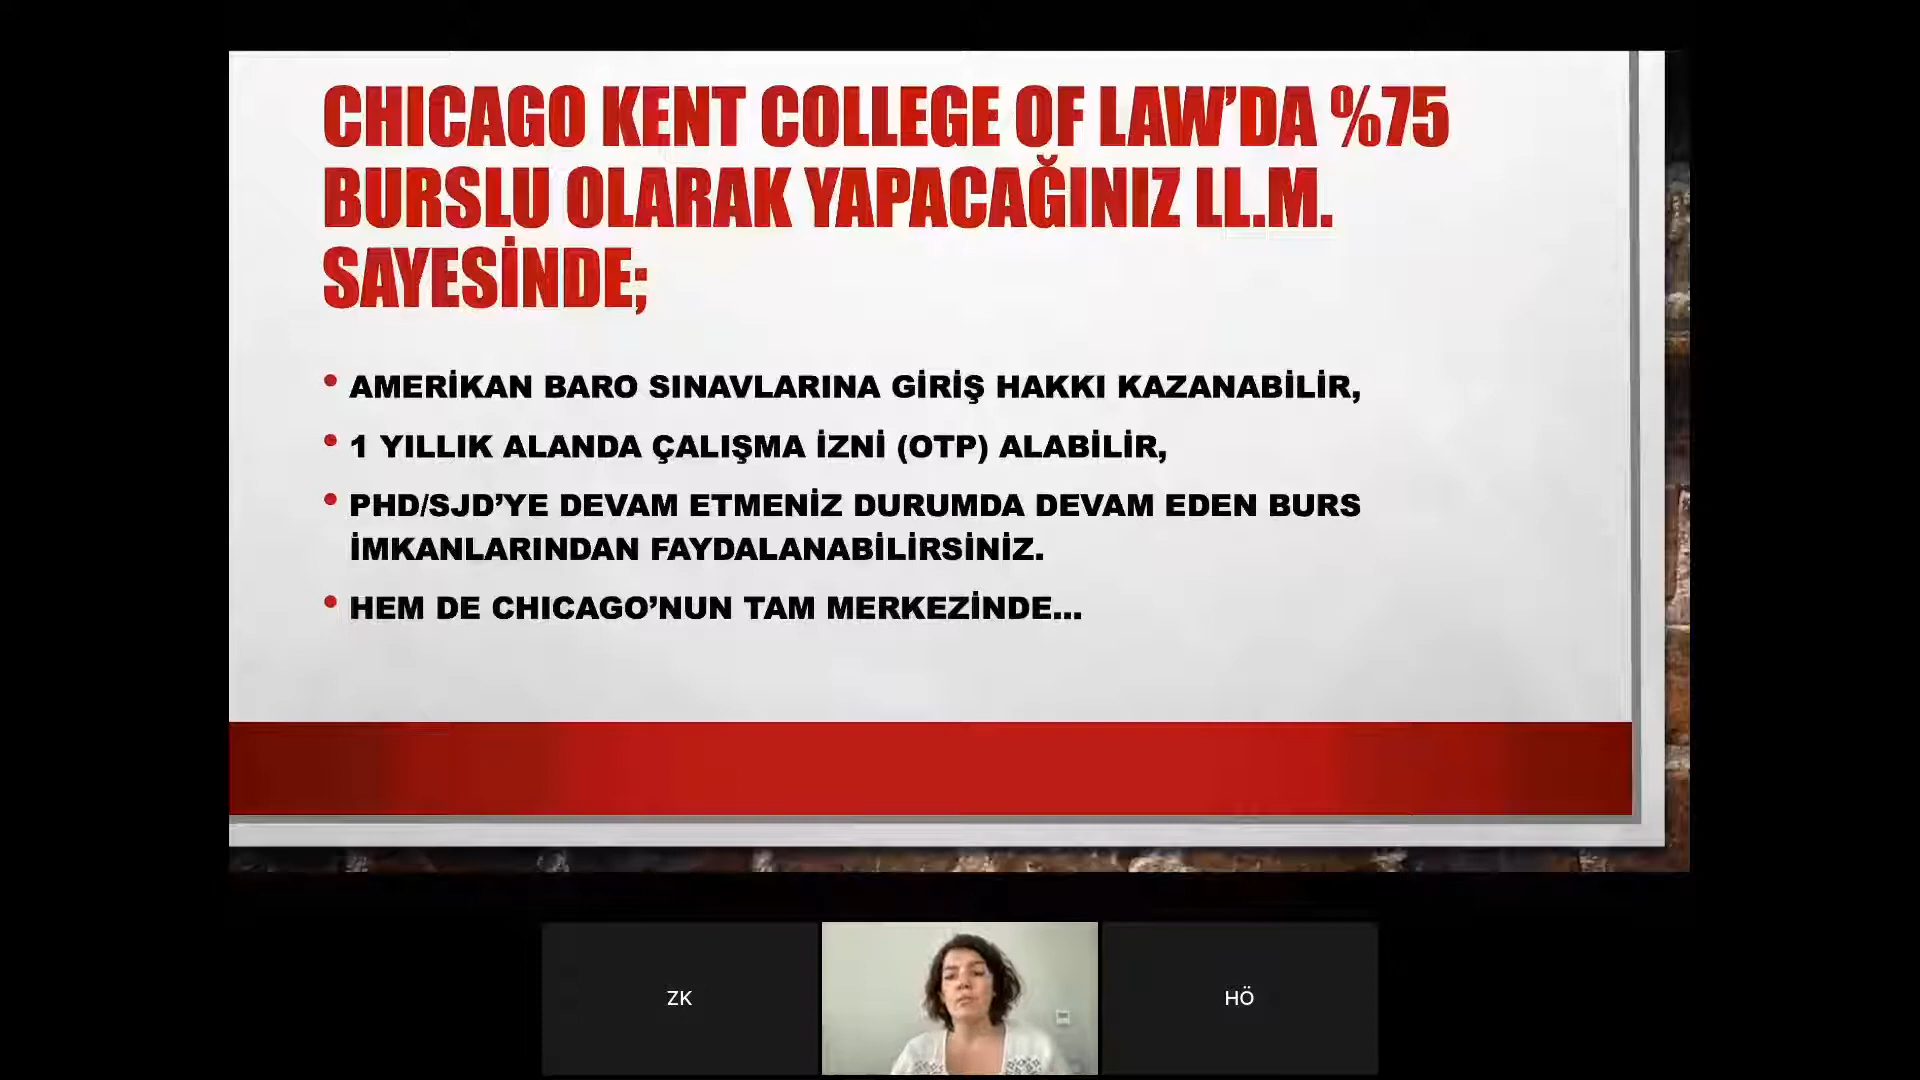 CHICAGO KENT COLLEGE OF LAW’DA %75
BURSLU OLARAK YAPACAĞINIZ LL.M.
SAYESİNDE;
• AMERİKAN BARO SINAVLARINA GİRİŞ HAKKI KAZANABİLİR,
• 1 YILLIK ALANDA ÇALIŞMA İZNİ (OTP) ALABİLİR,
• PHD/SJD’YE DEVAM ETMENİZ DURUMDA DEVAM EDEN BURS
İMKANLARINDAN FAYDALANABİLİRSİNİZ.
• HEM DE CHICAGO’NUN TAM MERKEZİNDE...
ZK
HÖ